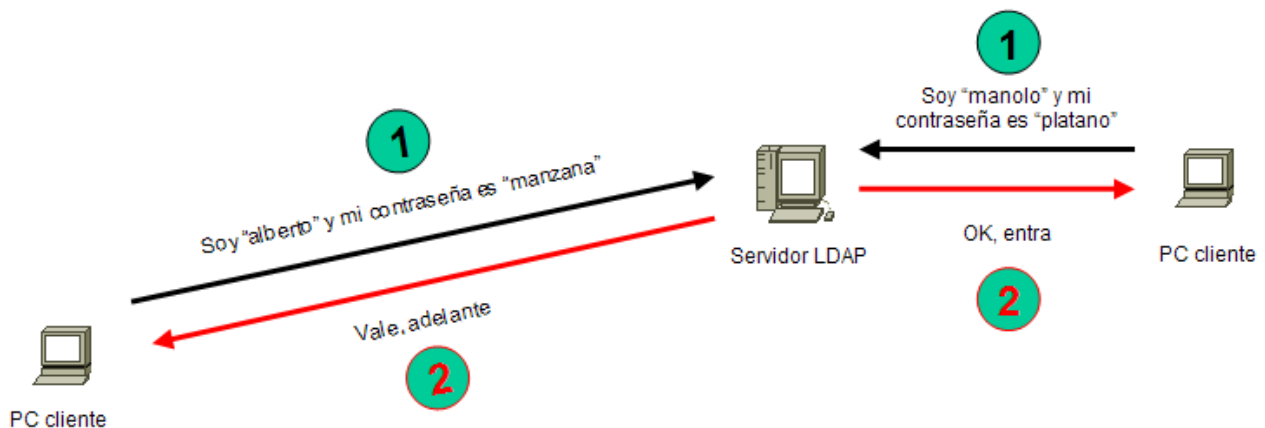 1
Soy “manolo” y mi
contraseña es “platano”
1
Soy “alberto” y mi contraseña es “manzana”
Servidor LDAP
OK, entra
PC cliente
2
Vale, adelante
2
PC cliente